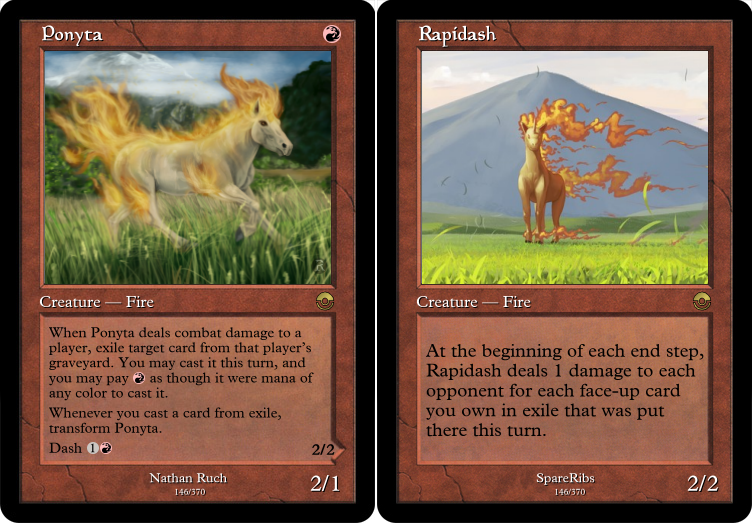 Ponyta
Creature — Fire
When Ponyta deals combat damage to a
player, exile target card from that player's
graveyard. You may cast it this turn, and
you may pay as though it were mana of
any color to cast it.
Whenever you cast a card from exile,
transform Ponyta.
Dash 1
2/2
Nathan Ruch
146/370
2/1
Rapidash
Creature — Fire
At the beginning of each end step,
Rapidash deals 1 damage to each
opponent for each face-up card
you own in exile that was put
there this turn.
SpareRibs
146/370
2/2